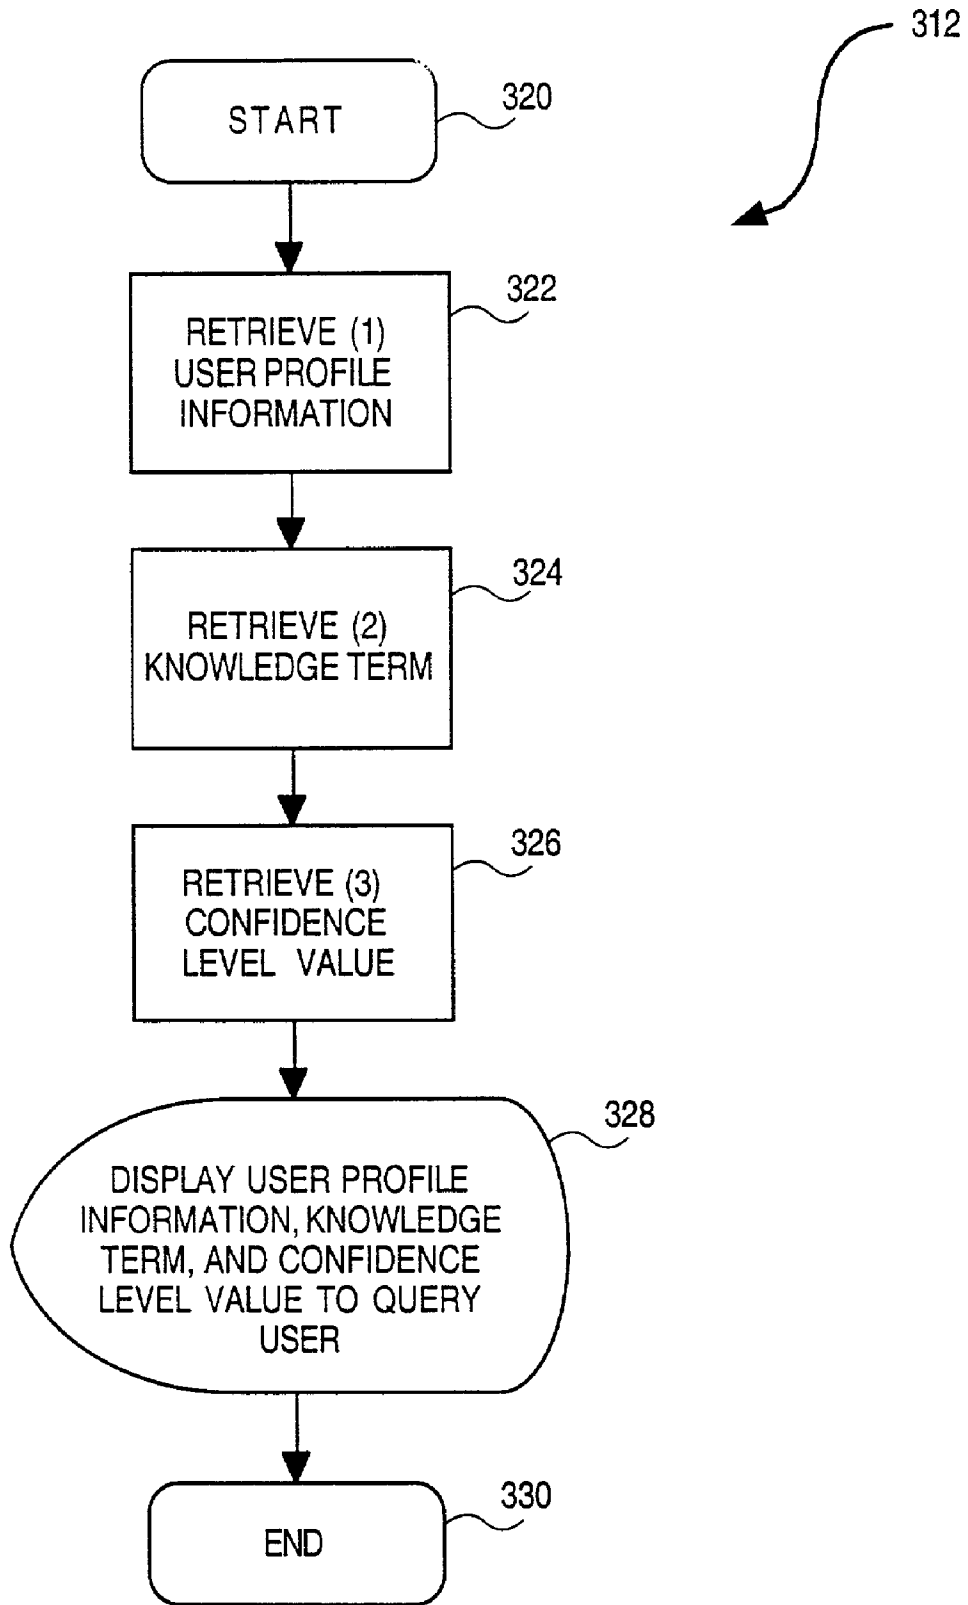 312
320
START
322
RETRIEVE (1)
USER PROFILE
INFORMATION
324
RETRIEVE (2)
KNOWLEDGE TERM
326
RETRIEVE (3)
CONFIDENCE
LEVEL VALUE
328
DISPLAY USER PROFILE
INFORMATION, KNOWLEDGE
TERM, AND CONFIDENCE
LEVEL VALUE TO QUERY
USER
330
END